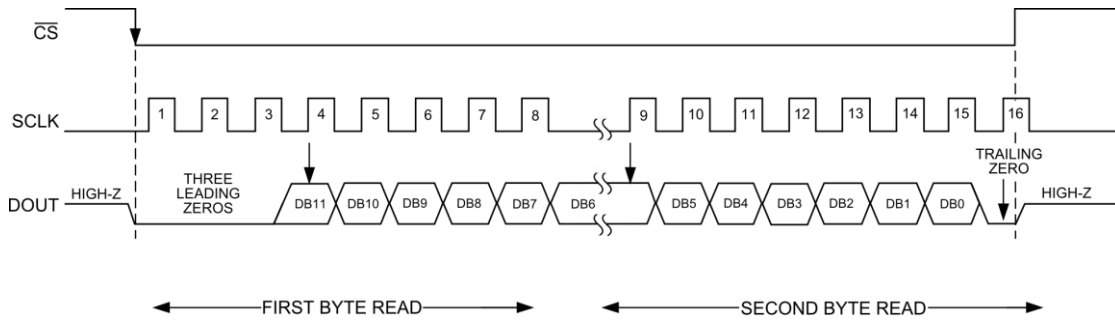 CS
SCLK
1 2 3 4 5 6 7 8 9 10 11 12 13 14 15 16
TRAILING
ZERO
DOUT
HIGH-Z
THREE
LEADING
ZEROS
DB11 DB10 DB9 DB8 DB7 DB6 DB5 DB4 DB3 DB2 DB1 DB0
HIGH-Z
FIRST BYTE READ
SECOND BYTE READ